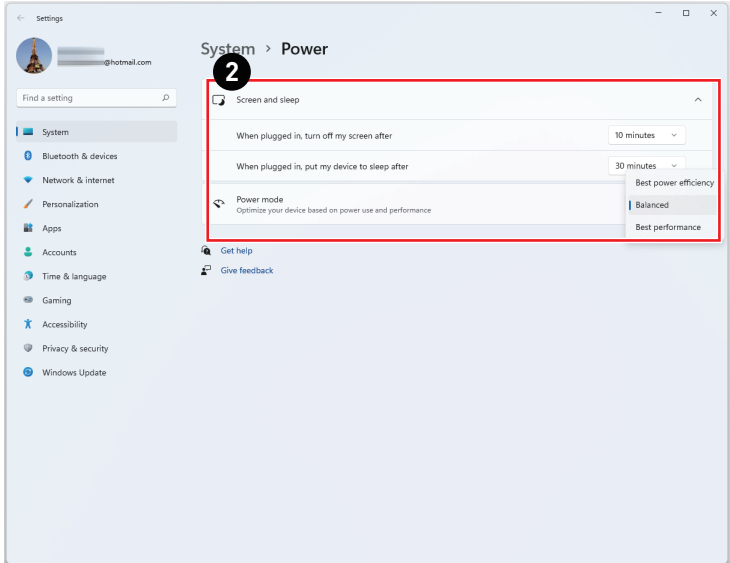 Settings
@hotmail.com
System > Power
2
Find a setting
Screen and sleep
System
When plugged in, turn off my screen after
10 minutes
Bluetooth & devices
When plugged in, put my device to sleep after
30 minutes
Network & internet
Best power efficiency
Personalization
Power mode
Optimize your device based on power use and performance
Balanced
Apps
Best performance
Accounts
Get help
Time & language
Give feedback
Gaming
Accessibility
Privacy & security
Windows Update